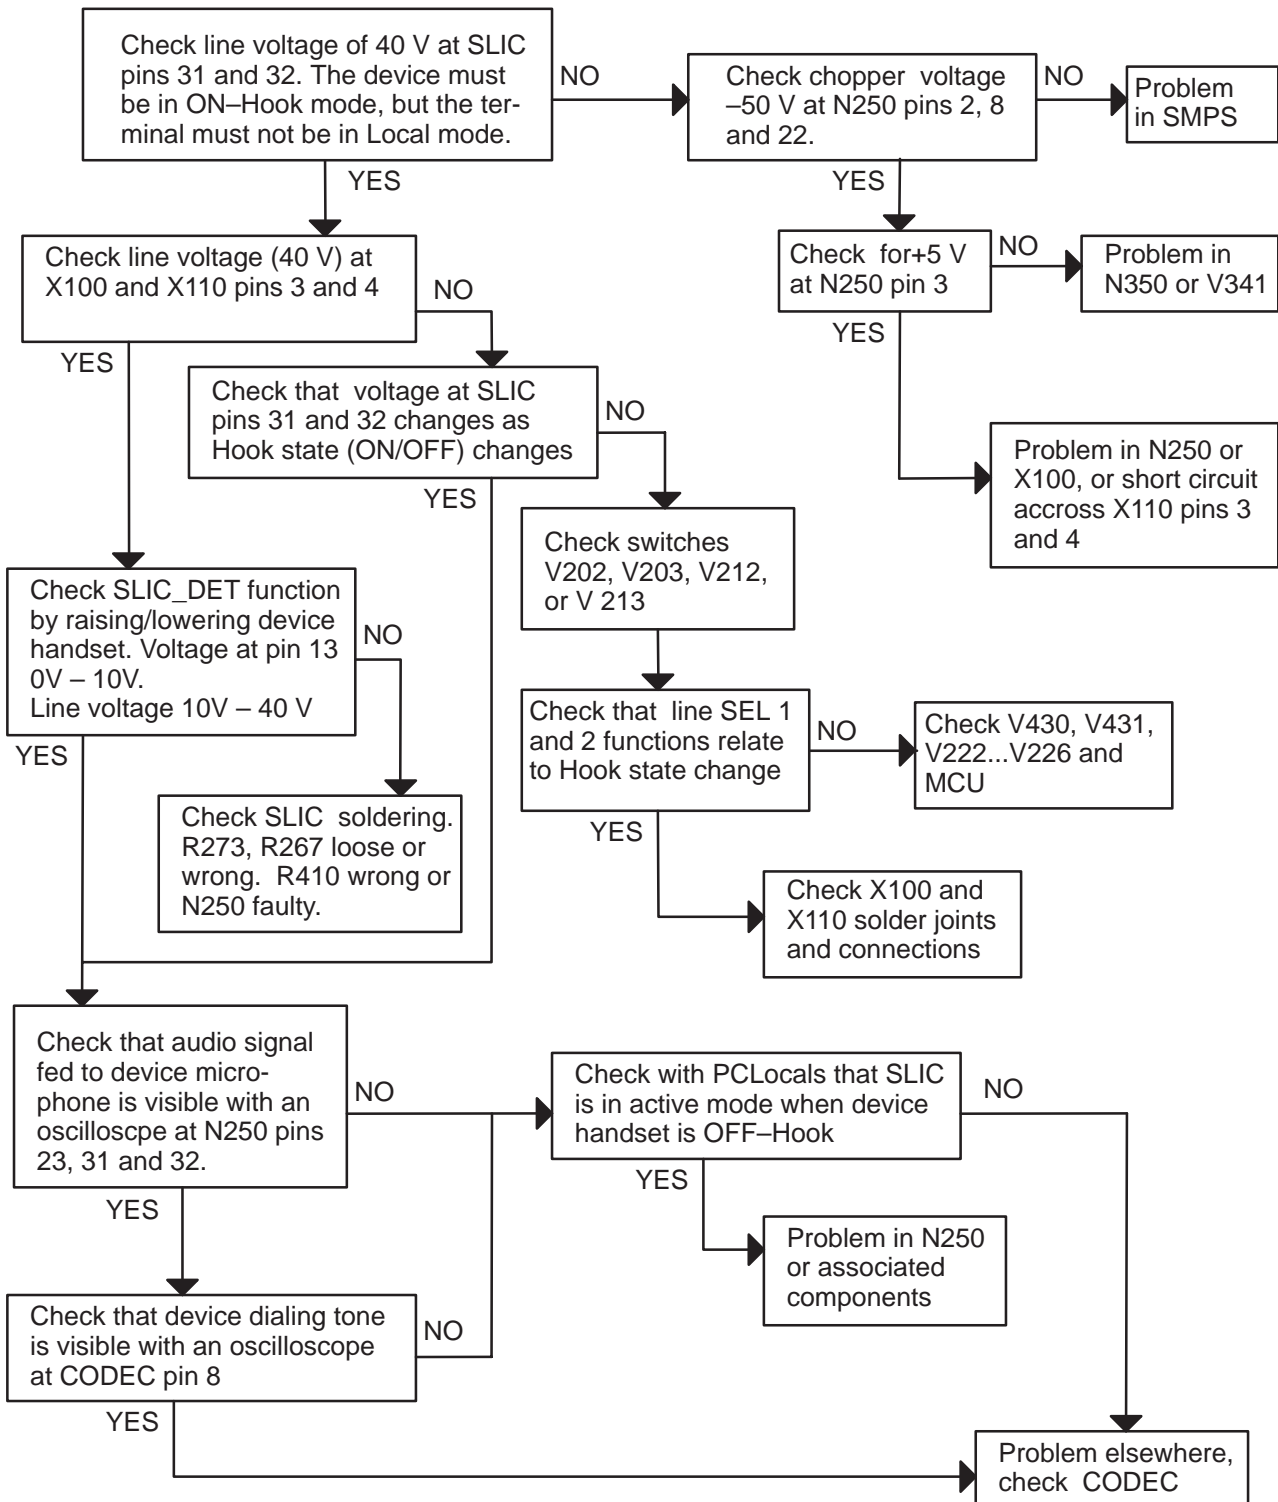 Check line voltage of 40 V at SLIC
pins 31 and 32. The device must
be in ON–Hook mode, but the ter-
minal must not be in Local mode.
NO
Check chopper voltage
–50 V at N250 pins 2, 8
and 22.
NO
Problem
in SMPS
YES
YES
Check line voltage (40 V) at
X100 and X110 pins 3 and 4
NO
Check for+5 V
at N250 pin 3
NO
Problem in
N350 or V341
YES
YES
Check that voltage at SLIC
pins 31 and 32 changes as
Hook state (ON/OFF) changes
NO
YES
Problem in N250 or
X100, or short circuit
accross X110 pins 3
and 4
Check switches
V202, V203, V212,
or V 213
Check SLIC_DET function
by raising/lowering device
handset. Voltage at pin 13
0V – 10V.
Line voltage 10V – 40 V
NO
YES
Check that line SEL 1
and 2 functions relate
to Hook state change
NO
Check V430, V431,
V222...V226 and
MCU
YES
Check SLIC soldering.
R273, R267 loose or
wrong. R410 wrong or
N250 faulty.
Check X100 and
X110 solder joints
and connections
Check that audio signal
fed to device micro-
phone is visible with an
oscilloscpe at N250 pins
23, 31 and 32.
NO
Check with PCLocals that SLIC
is in active mode when device
handset is OFF–Hook
NO
YES
YES
Problem in N250
or associated
components
Check that device dialing tone
is visible with an oscilloscope
at CODEC pin 8
NO
YES
Problem elsewhere,
check CODEC